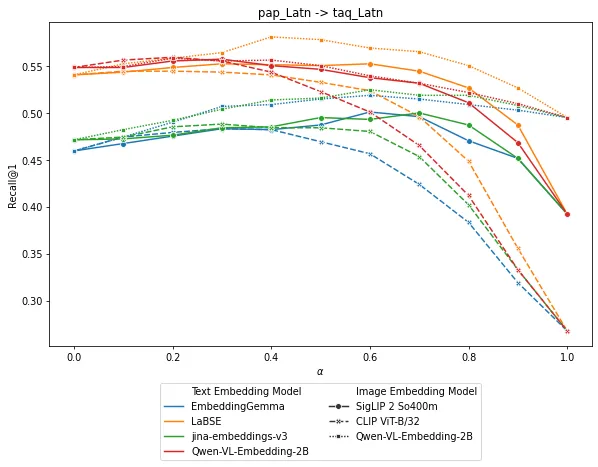 pap_Latn -> taq_Latn
Recall@1
0.55
0.50
0.45
0.40
0.35
0.30
0.0 0.2 0.4 0.6 0.8 1.0
α
Text Embedding Model
EmbeddingGemma
LaBSE
jina-embeddings-v3
Qwen-VL-Embedding-2B
Image Embedding Model
SigLIP 2 So400m
CLIP ViT-B/32
Qwen-VL-Embedding-2B